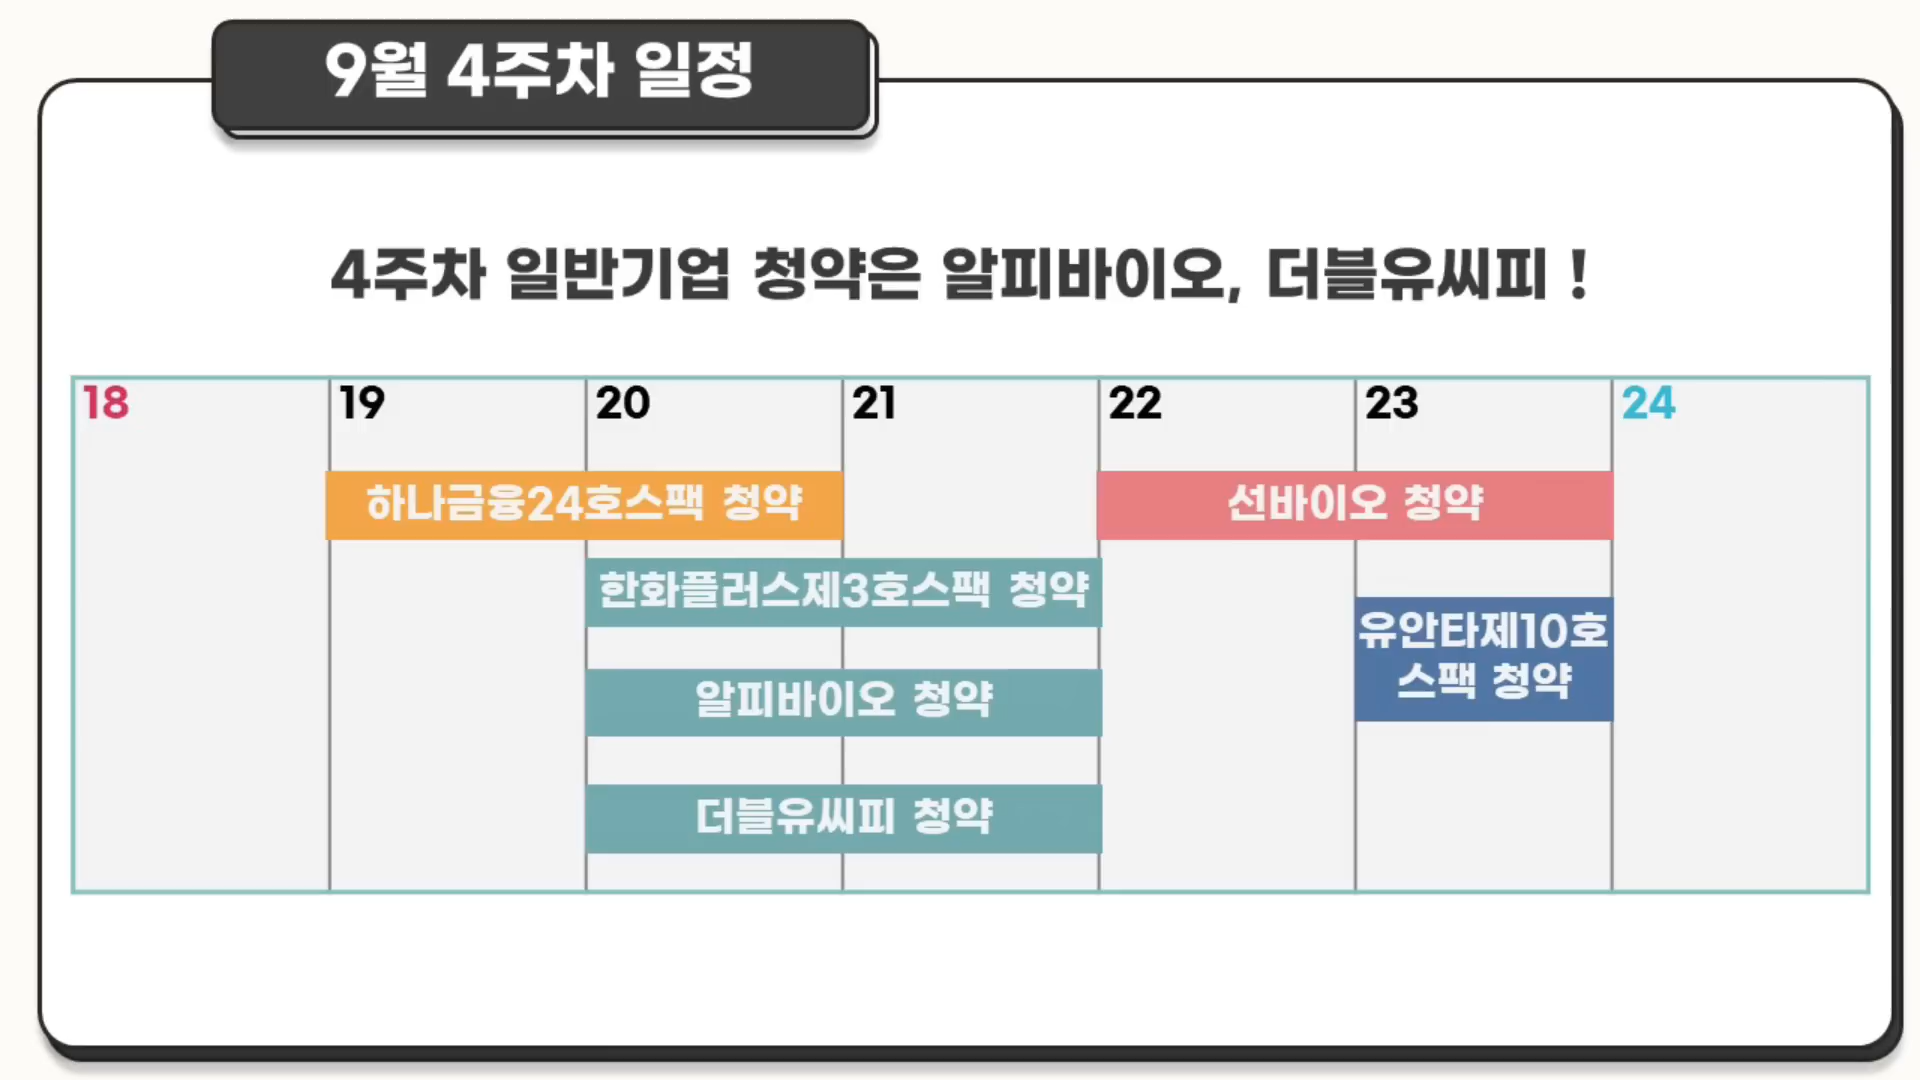 9월 4주차 일정
4주차 일반기업 청약은 알피바이오, 더블유씨피 !
18 19 20 21 22 23 24
하나금융24호스팩 청약
선바이오 청약
한화플러스제3호스팩 청약
유안타제10호
스팩 청약
알피바이오 청약
더블유씨피 청약